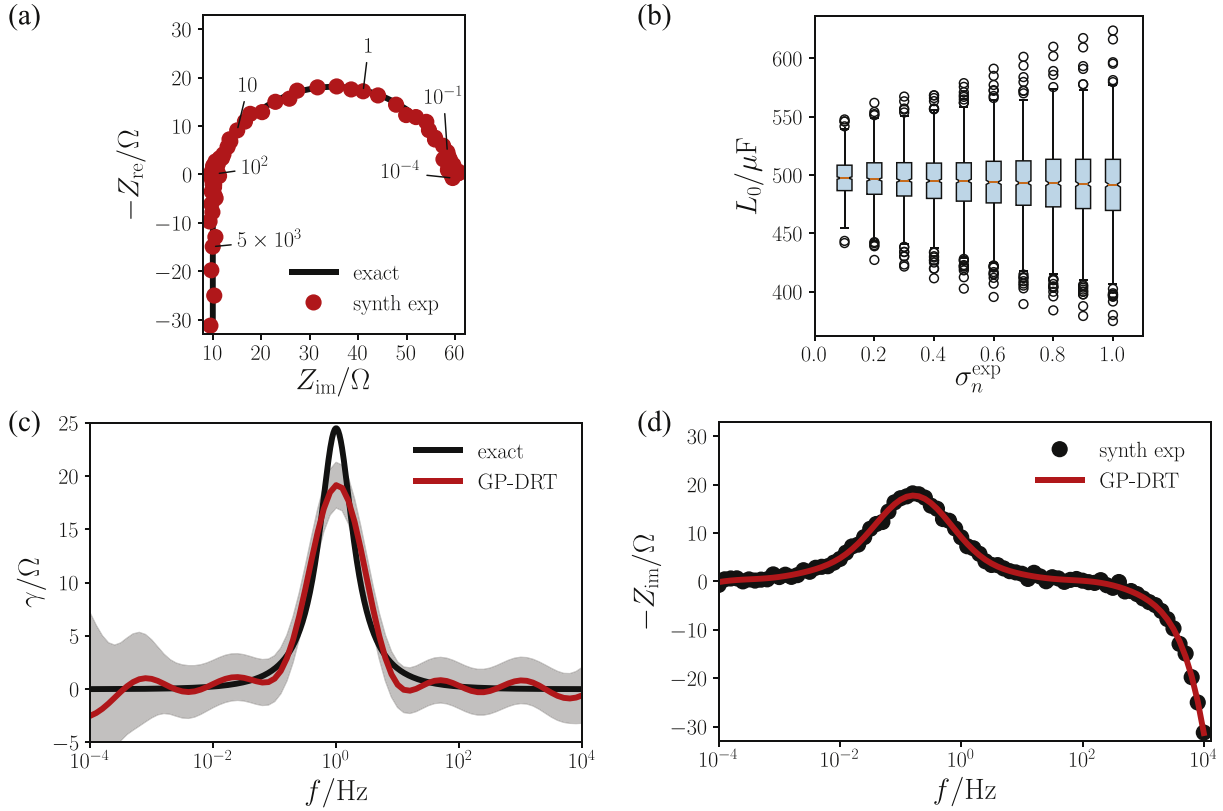 (a)
30
20
10
0
−10
−20
−30
−Z_re/Ω
1
10
10^−1
10^2
10^−4
5 × 10^3
exact
synth exp
10 20 30 40 50 60
Z_im/Ω
(b)
600
550
500
450
400
L_0/μF
0.0 0.2 0.4 0.6 0.8 1.0
σ_n^exp
(c)
25
20
15
10
5
0
−5
γ/Ω
exact
GP-DRT
10^−4 10^−2 10^0 10^2 10^4
f/Hz
(d)
30
20
10
0
−10
−20
−30
−Z_im/Ω
synth exp
GP-DRT
10^−4 10^−2 10^0 10^2 10^4
f/Hz